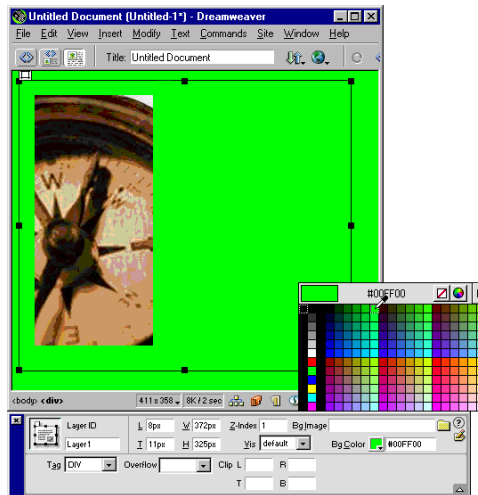 Untitled Document (Untitled-1*) - Dreamweaver
File Edit View Insert Modify Text Commands Site Window Help
Title: Untitled Document
W
#00FF00
<body> <div> 411 x 358 8K / 2 sec
Layer ID L 8px W 372px Z-Index 1 Bg Image
Layer1 T 11px H 325px Vis default Bg Color #00FF00
Tag DIV Overflow Clip L R
T B